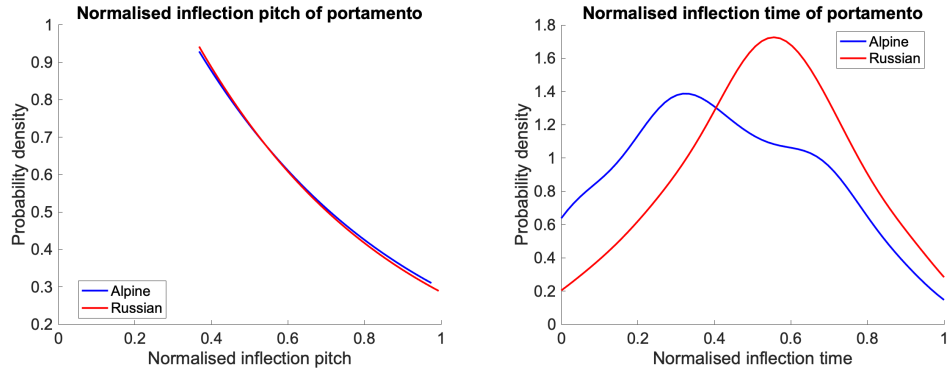 Normalised inflection pitch of portamento
1
0.9
0.8
0.7
0.6
0.5
0.4
0.3
0.2
Probability density
Alpine
Russian
0 0.2 0.4 0.6 0.8 1
Normalised inflection pitch
Normalised inflection time of portamento
1.8
1.6
1.4
1.2
1
0.8
0.6
0.4
0.2
0
Probability density
Alpine
Russian
0 0.2 0.4 0.6 0.8 1
Normalised inflection time